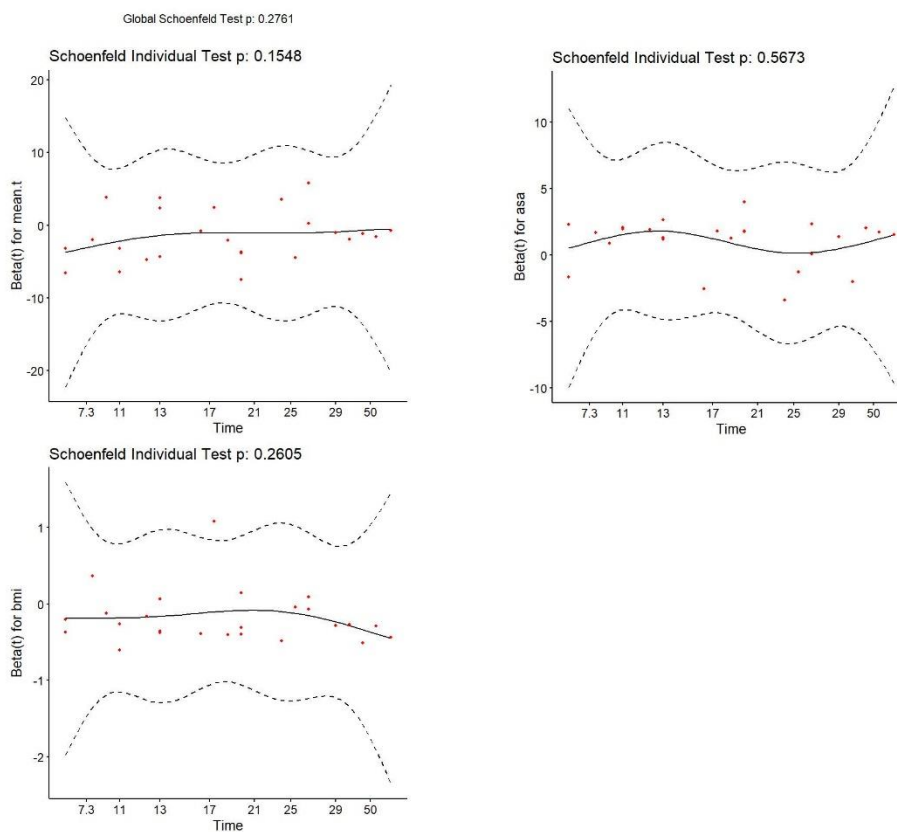 Global Schoenfeld Test p: 0.2761
Schoenfeld Individual Test p: 0.1548
20
10
0
-10
-20
Beta(t) for mean.t
7.3 11 13 17 21 25 29 50
Time
Schoenfeld Individual Test p: 0.5673
10
5
0
-5
-10
Beta(t) for asa
7.3 11 13 17 21 25 29 50
Time
Schoenfeld Individual Test p: 0.2605
1
0
-1
-2
Beta(t) for bmi
7.3 11 13 17 21 25 29 50
Time